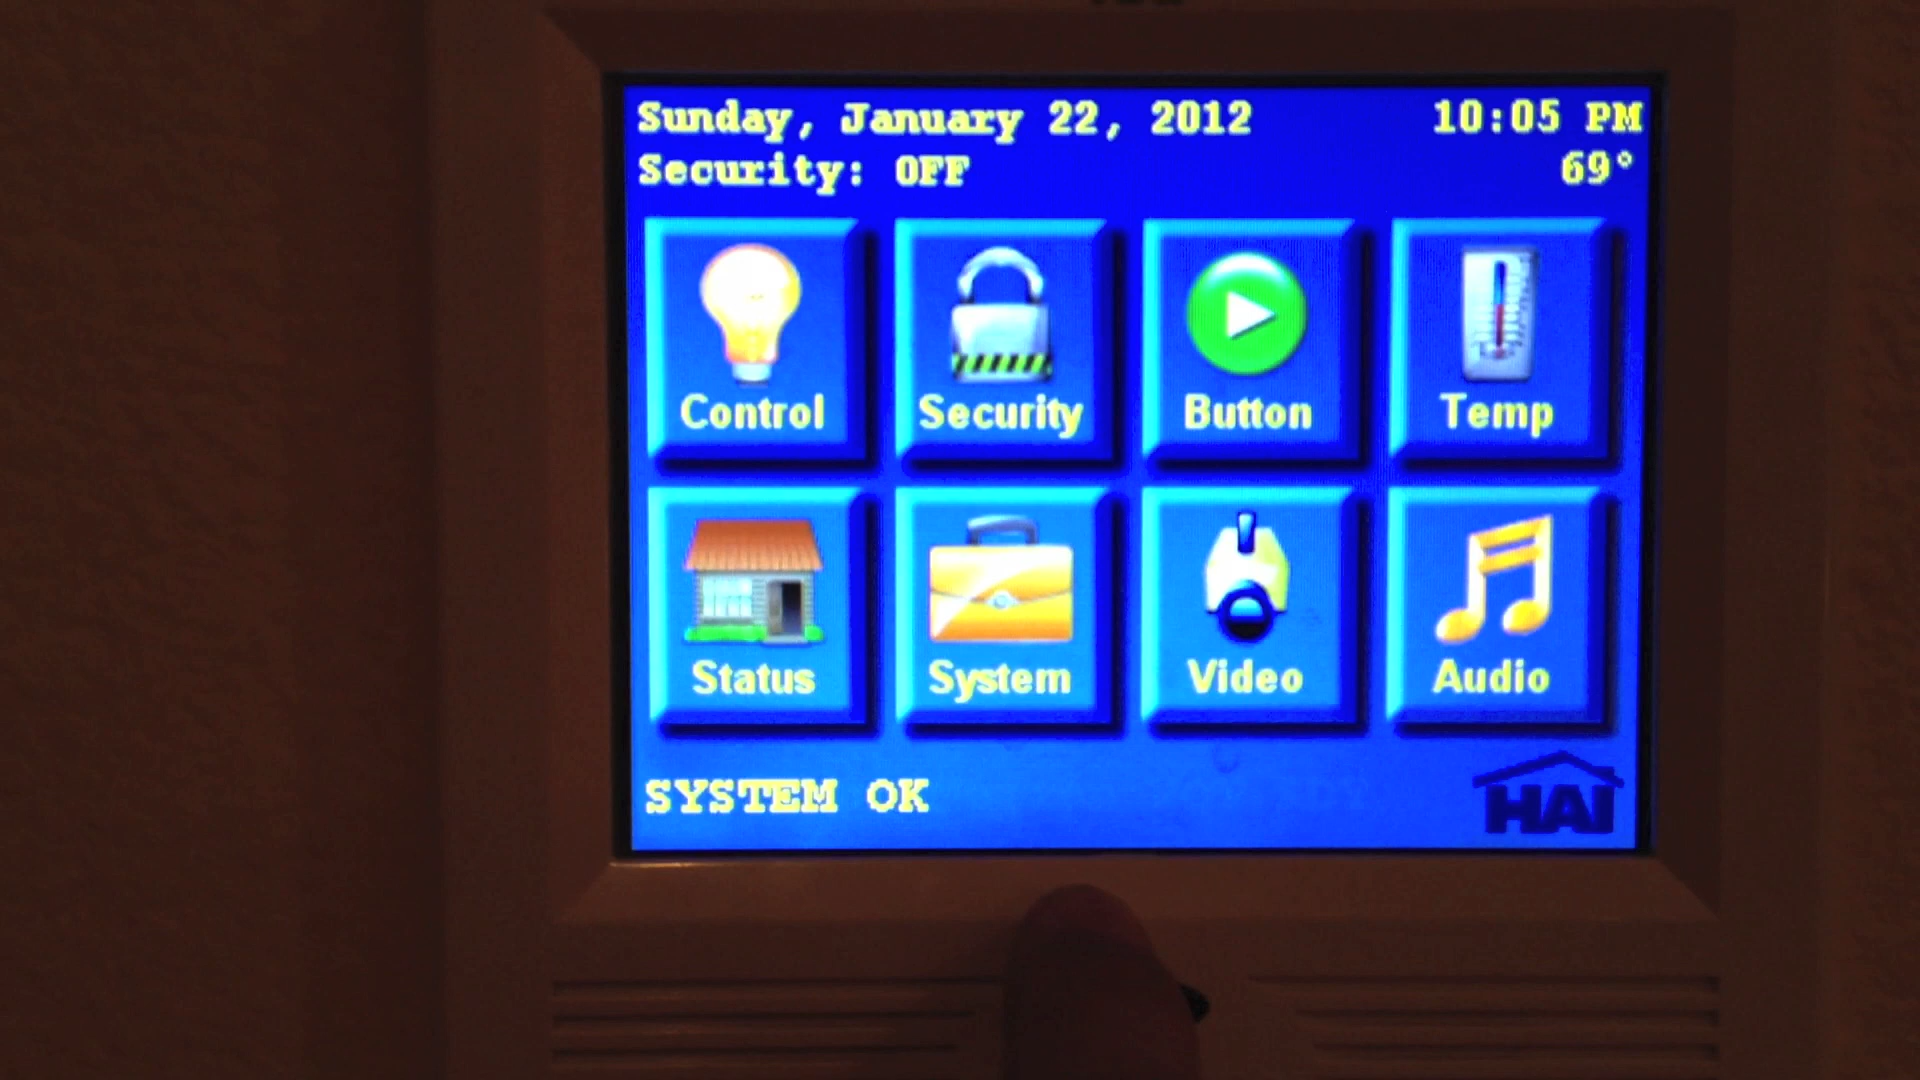 Sunday, January 22, 2012 10:05 PM
Security: OFF 69°
Control Security Button Temp
Status System Video Audio
SYSTEM OK
HAI